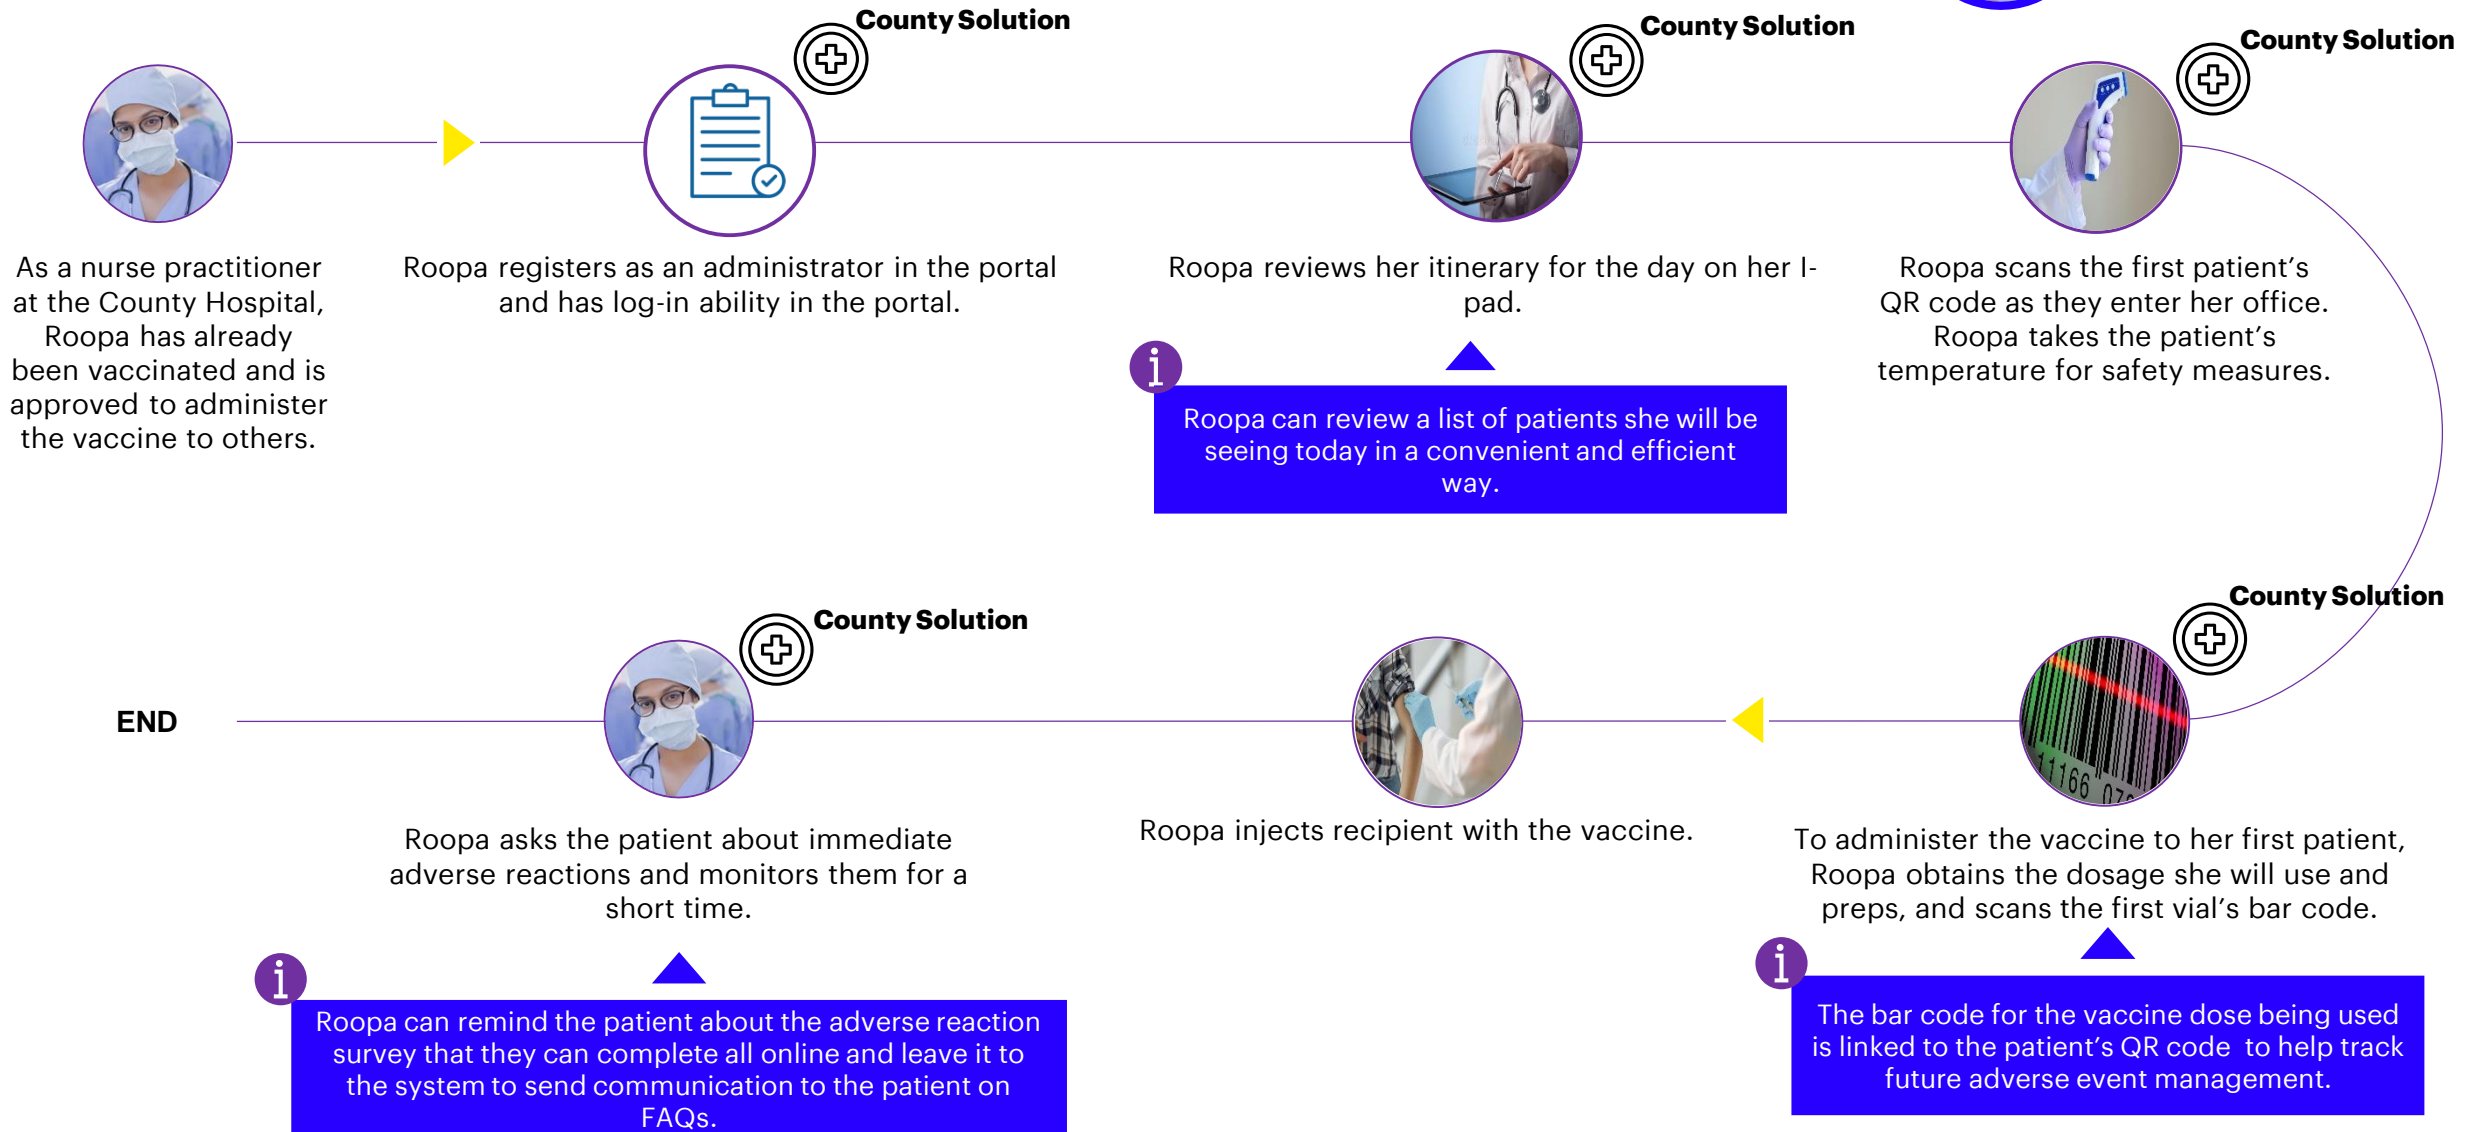 County Solution
County Solution
County Solution
As a nurse practitioner
at the County Hospital,
Roopa has already
been vaccinated and is
approved to administer
the vaccine to others.
Roopa registers as an administrator in the portal
and has log-in ability in the portal.
Roopa reviews her itinerary for the day on her I-
pad.
i
Roopa can review a list of patients she will be
seeing today in a convenient and efficient
way.
Roopa scans the first patient's
QR code as they enter her office.
Roopa takes the patient's
temperature for safety measures.
County Solution
County Solution
END
Roopa asks the patient about immediate
adverse reactions and monitors them for a
short time.
i
Roopa can remind the patient about the adverse reaction
survey that they can complete all online and leave it to
the system to send communication to the patient on
FAQs.
Roopa injects recipient with the vaccine.
11166
To administer the vaccine to her first patient,
Roopa obtains the dosage she will use and
preps, and scans the first vial's bar code.
i
The bar code for the vaccine dose being used
is linked to the patient's QR code to help track
future adverse event management.